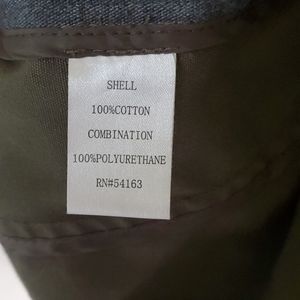 SHELL
100%COTTON
COMBINATION
100%POLYURETHANE
RN#54163